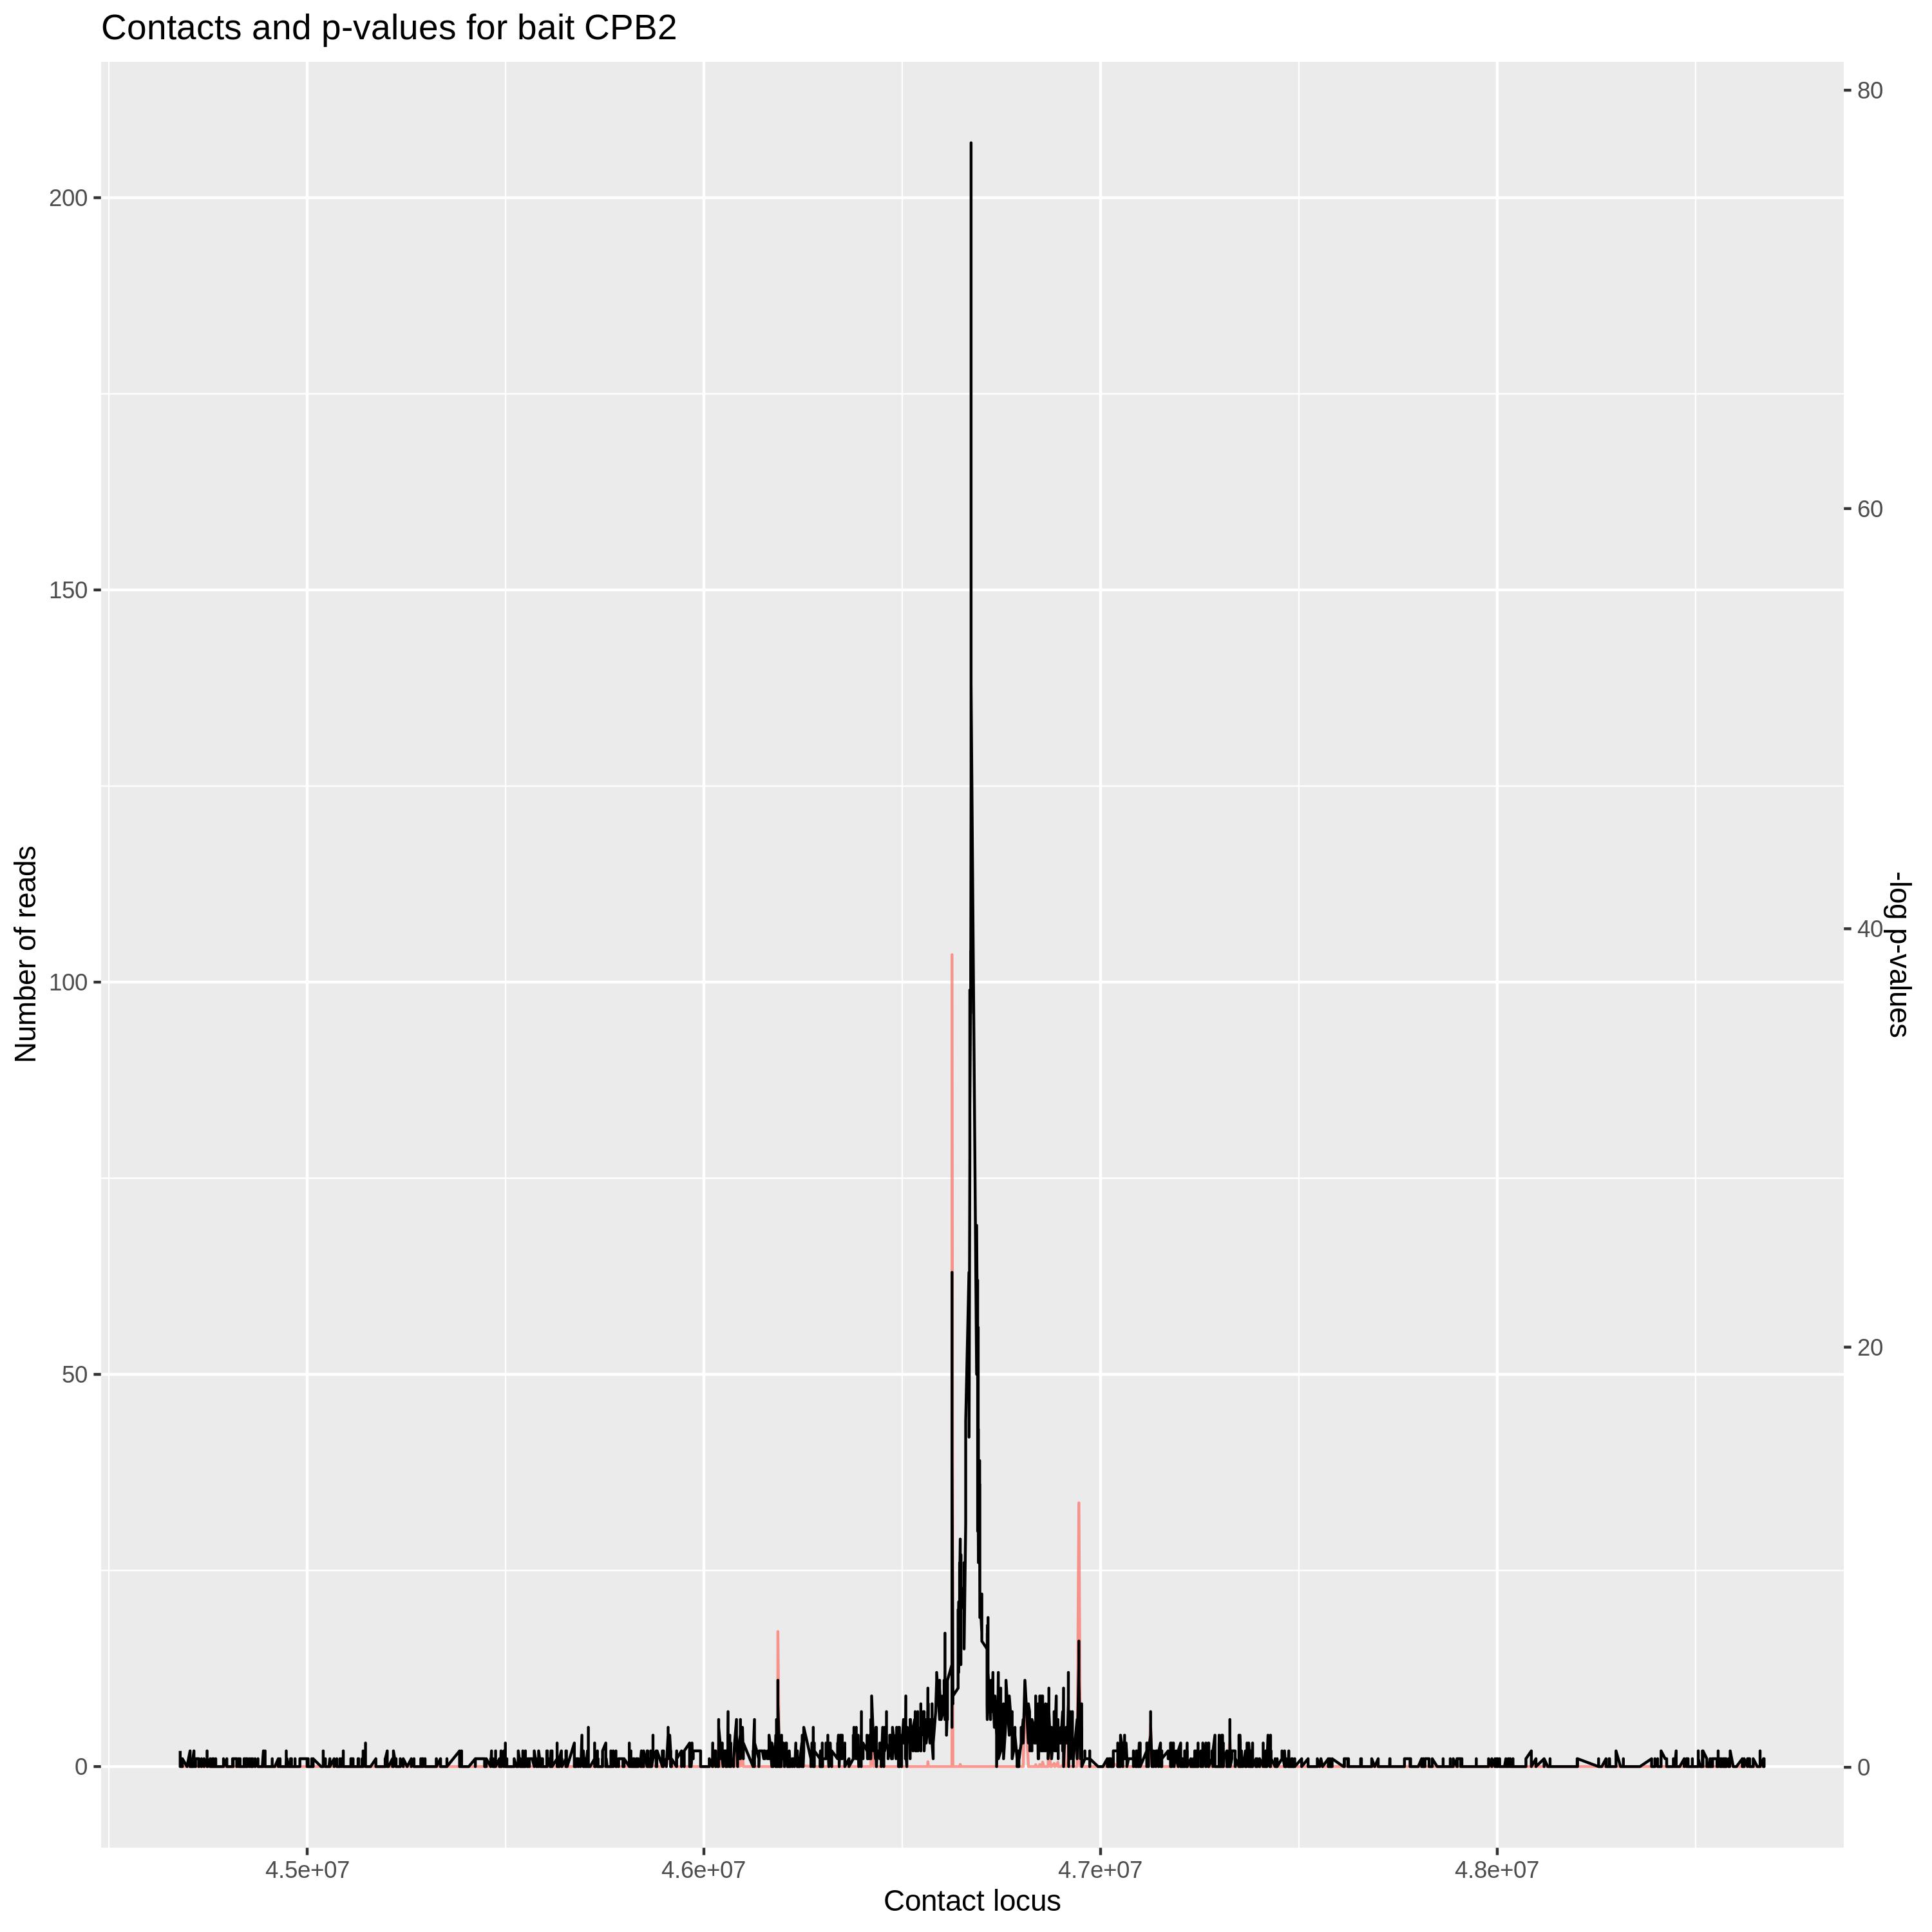 Contacts and p-values for bait CPB2
200
150
100
50
0
Number of reads
80
60
40
20
0
-log p-values
4.5e+07
4.6e+07
4.7e+07
4.8e+07
Contact locus